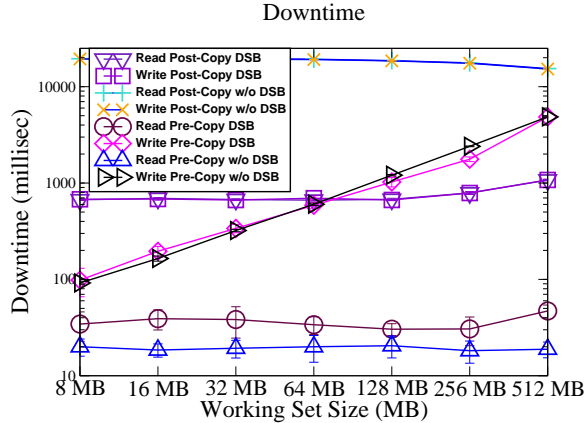 Downtime
Read Post-Copy DSB
Write Post-Copy DSB
Read Post-Copy w/o DSB
Write Post-Copy w/o DSB
Read Pre-Copy DSB
Write Pre-Copy DSB
Read Pre-Copy w/o DSB
Write Pre-Copy w/o DSB
Downtime (millisec)
10000
1000
100
10
8 MB 16 MB 32 MB 64 MB 128 MB 256 MB 512 MB
Working Set Size (MB)